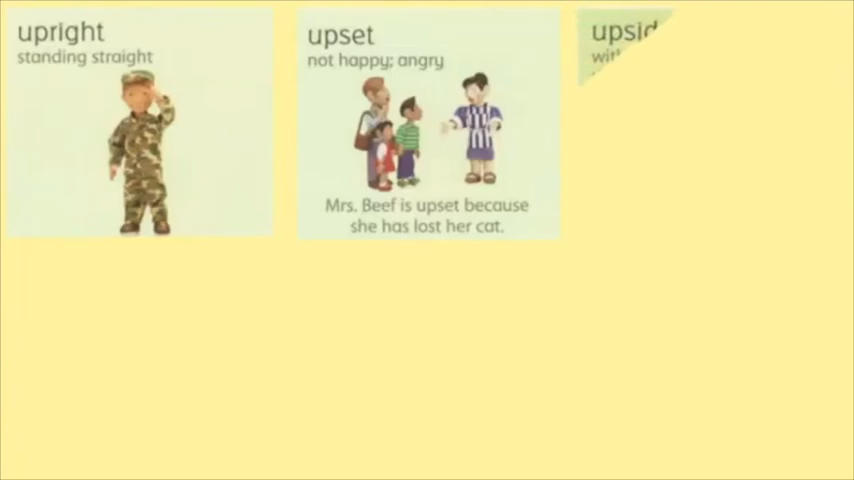 upright
standing straight
upset
not happy; angry
Mrs. Beef is upset because
she has lost her cat.